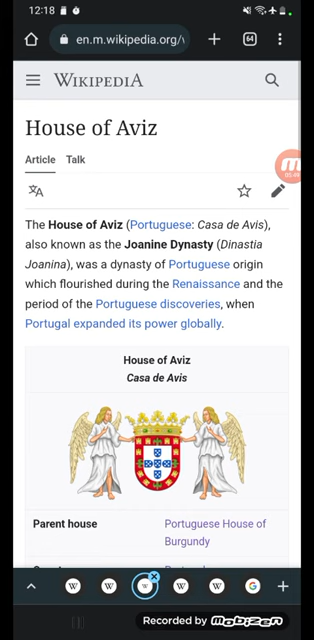 12:18
en.m.wikipedia.org/
64
WIKIPEDIA
House of Aviz
Article Talk
The House of Aviz (Portuguese: Casa de Avis),
also known as the Joanine Dynasty (Dinastia
Joanina), was a dynasty of Portuguese origin
which flourished during the Renaissance and the
period of the Portuguese discoveries, when
Portugal expanded its power globally.
House of Aviz
Casa de Avis
Parent house Portuguese House of
Burgundy
W W W W W G
Recorded by mobizen